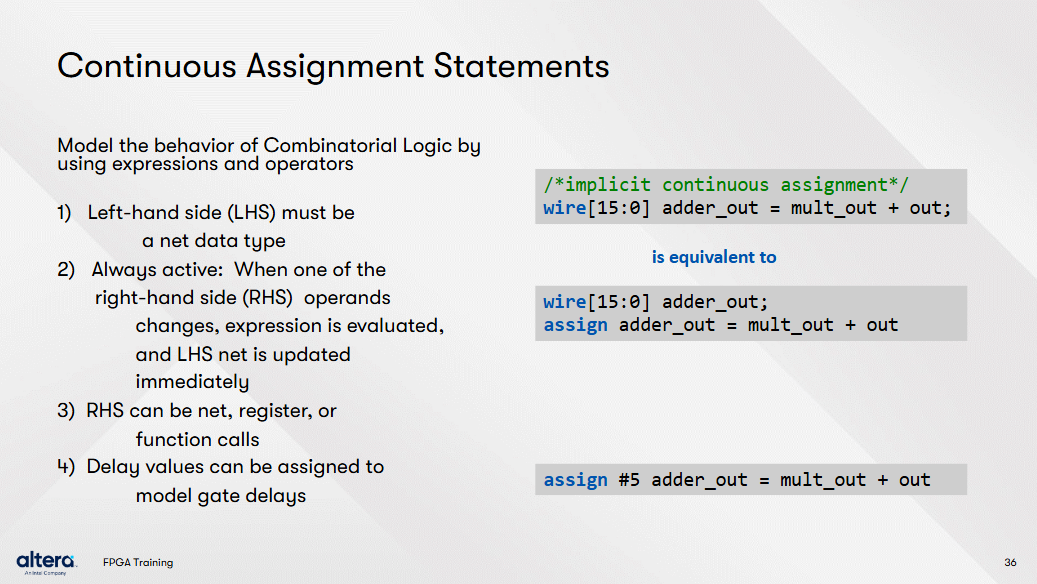 Continuous Assignment Statements
Model the behavior of Combinatorial Logic by
using expressions and operators
1) Left-hand side (LHS) must be
a net data type
2) Always active: When one of the
right-hand side (RHS) operands
changes, expression is evaluated,
and LHS net is updated
immediately
3) RHS can be net, register, or
function calls
4) Delay values can be assigned to
model gate delays
/*implicit continuous assignment*/
wire[15:0] adder_out = mult_out + out;
is equivalent to
wire[15:0] adder_out;
assign adder_out = mult_out + out
assign #5 adder_out = mult_out + out
altera
An Intel Company
FPGA Training
36